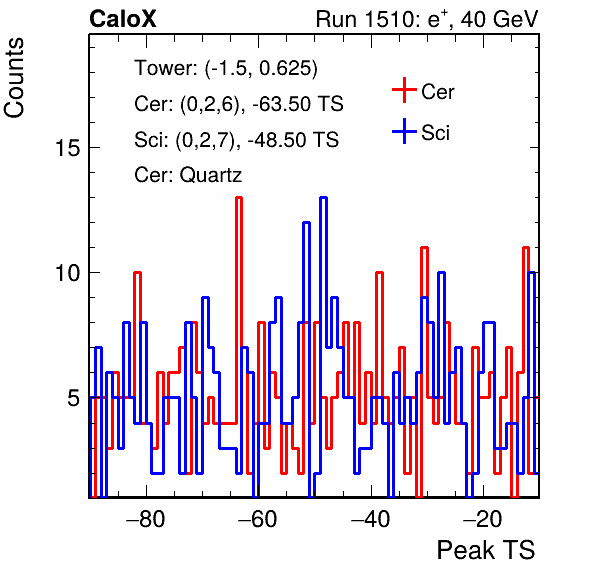 CaloX Run 1510: e⁺, 40 GeV
Counts
Tower: (-1.5, 0.625)
Cer: (0,2,6), -63.50 TS
Sci: (0,2,7), -48.50 TS
Cer: Quartz
Cer
Sci
15
10
5
−80 −60 −40 −20
Peak TS